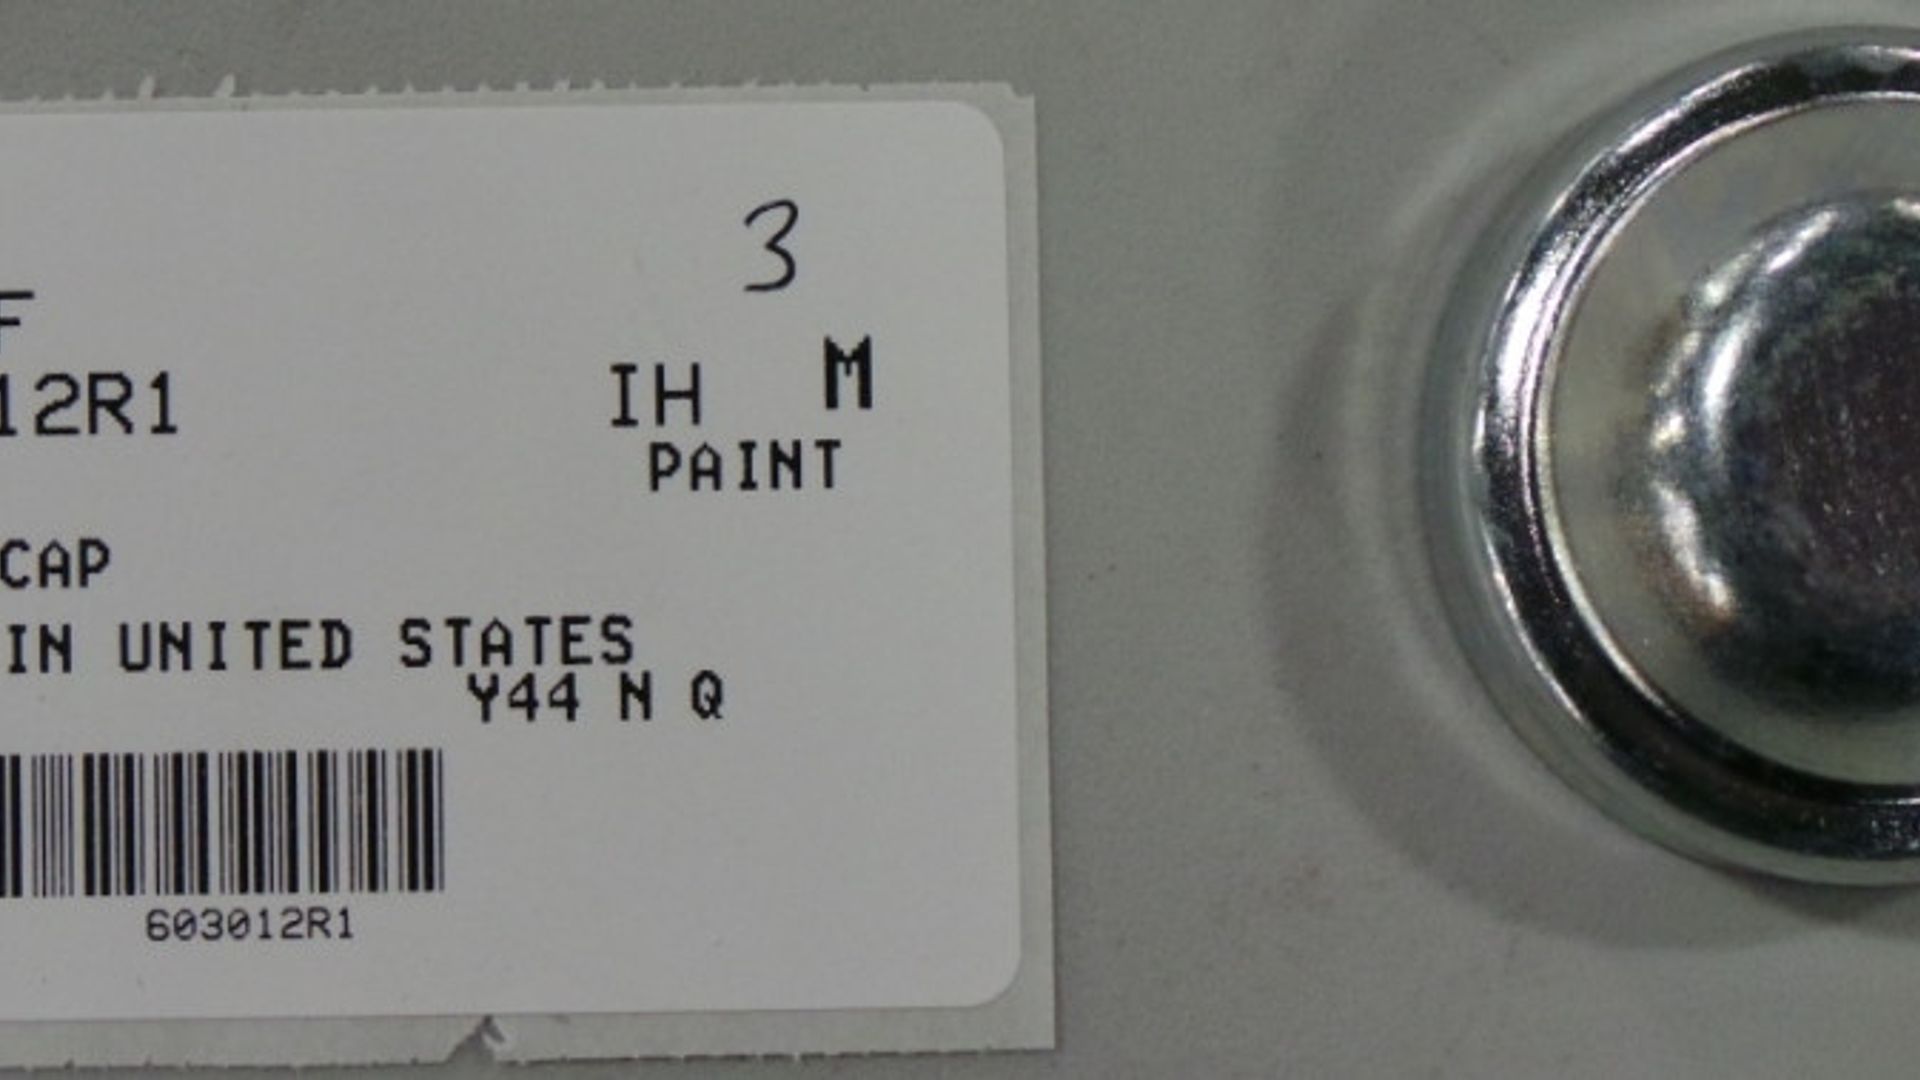 3
F
12R1 IH M
PAINT
CAP
IN UNITED STATES
Y44 N Q
603012R1